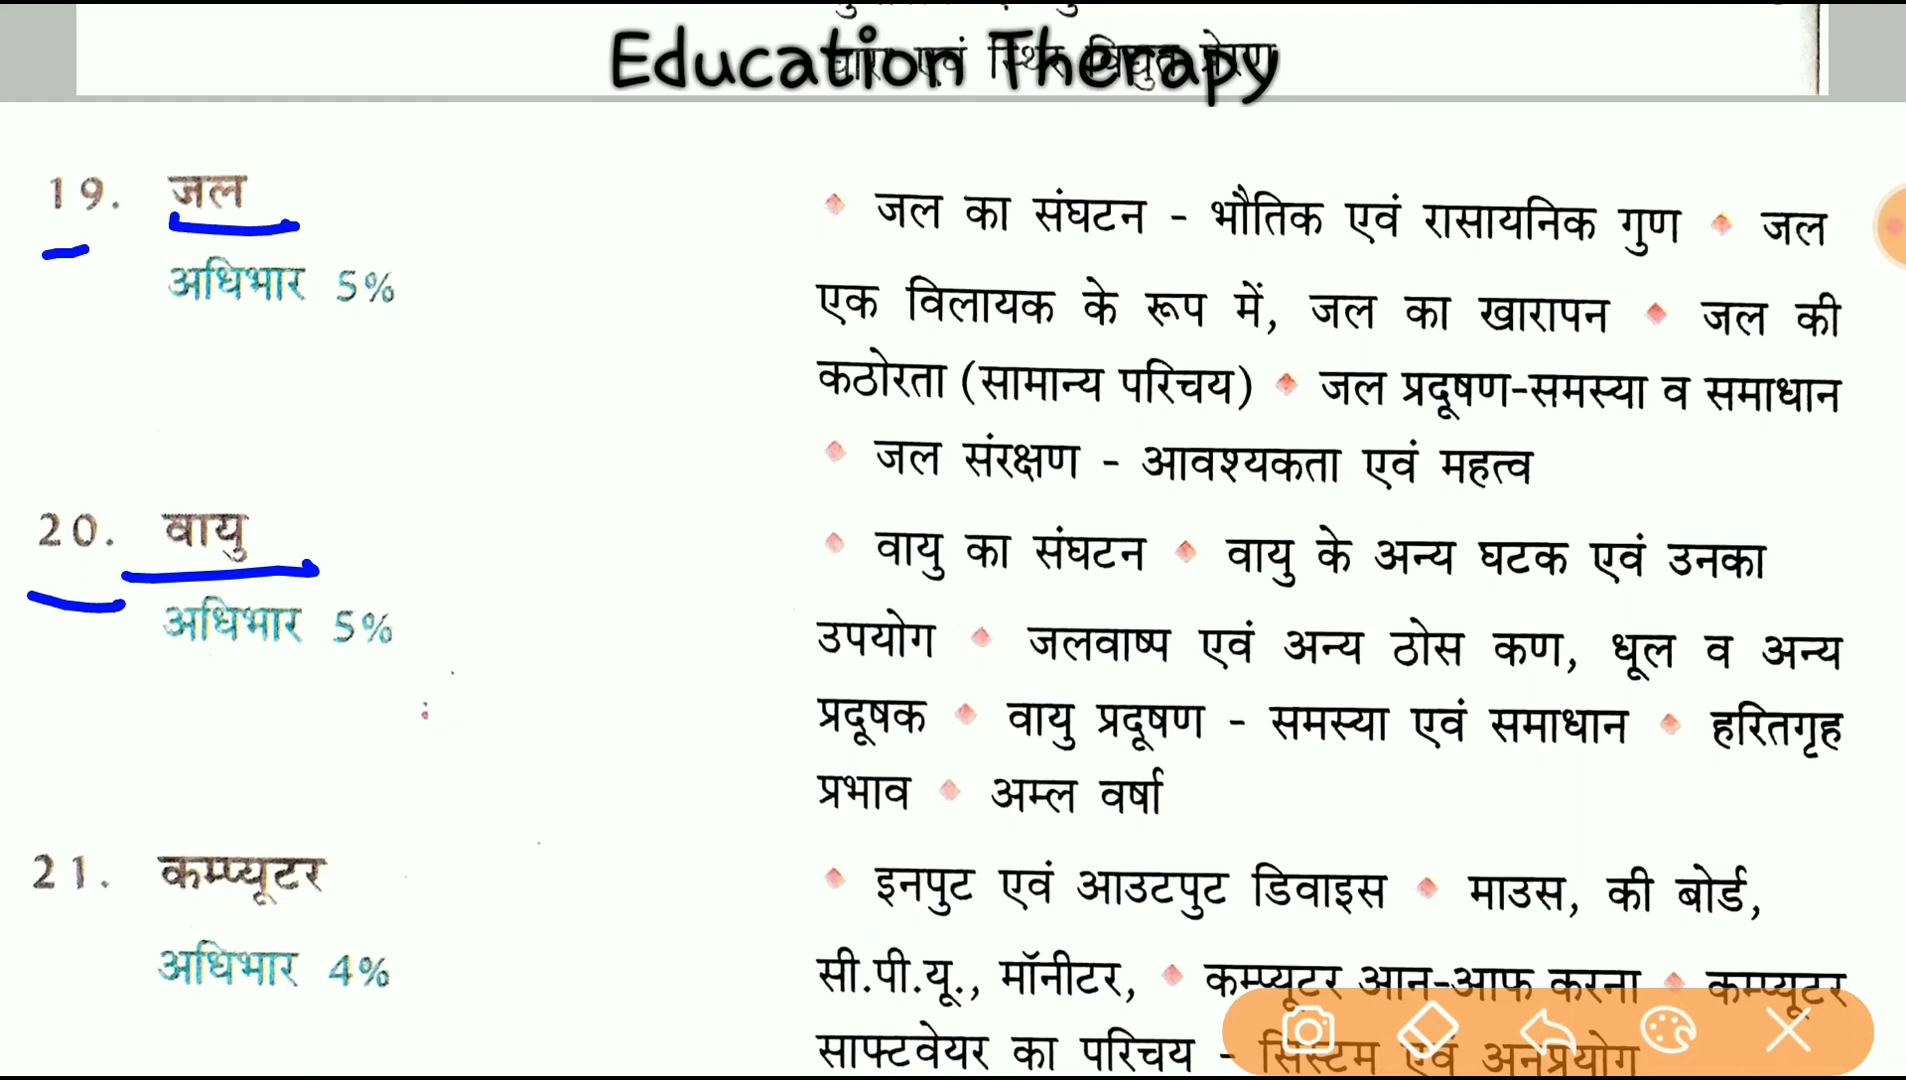 Education Therapy
एवं स्थिर विद्युत प्रेरण
19. जल
अधिभार 5%
• जल का संघटन - भौतिक एवं रासायनिक गुण • जल
एक विलायक के रूप में, जल का खारापन • जल की
कठोरता (सामान्य परिचय) • जल प्रदूषण-समस्या व समाधान
• जल संरक्षण - आवश्यकता एवं महत्व
20. वायु
अधिभार 5%
• वायु का संघटन • वायु के अन्य घटक एवं उनका
उपयोग • जलवाष्प एवं अन्य ठोस कण, धूल व अन्य
प्रदूषक • वायु प्रदूषण - समस्या एवं समाधान • हरितगृह
प्रभाव • अम्ल वर्षा
21. कम्प्यूटर
अधिभार 4%
• इनपुट एवं आउटपुट डिवाइस • माउस, की बोर्ड,
सी.पी.यू., मॉनीटर, • कम्प्यूटर आन-आफ करना • कम्प्यूटर
साफ्टवेयर का परिचय - सिस्टम एवं अनुप्रयोग